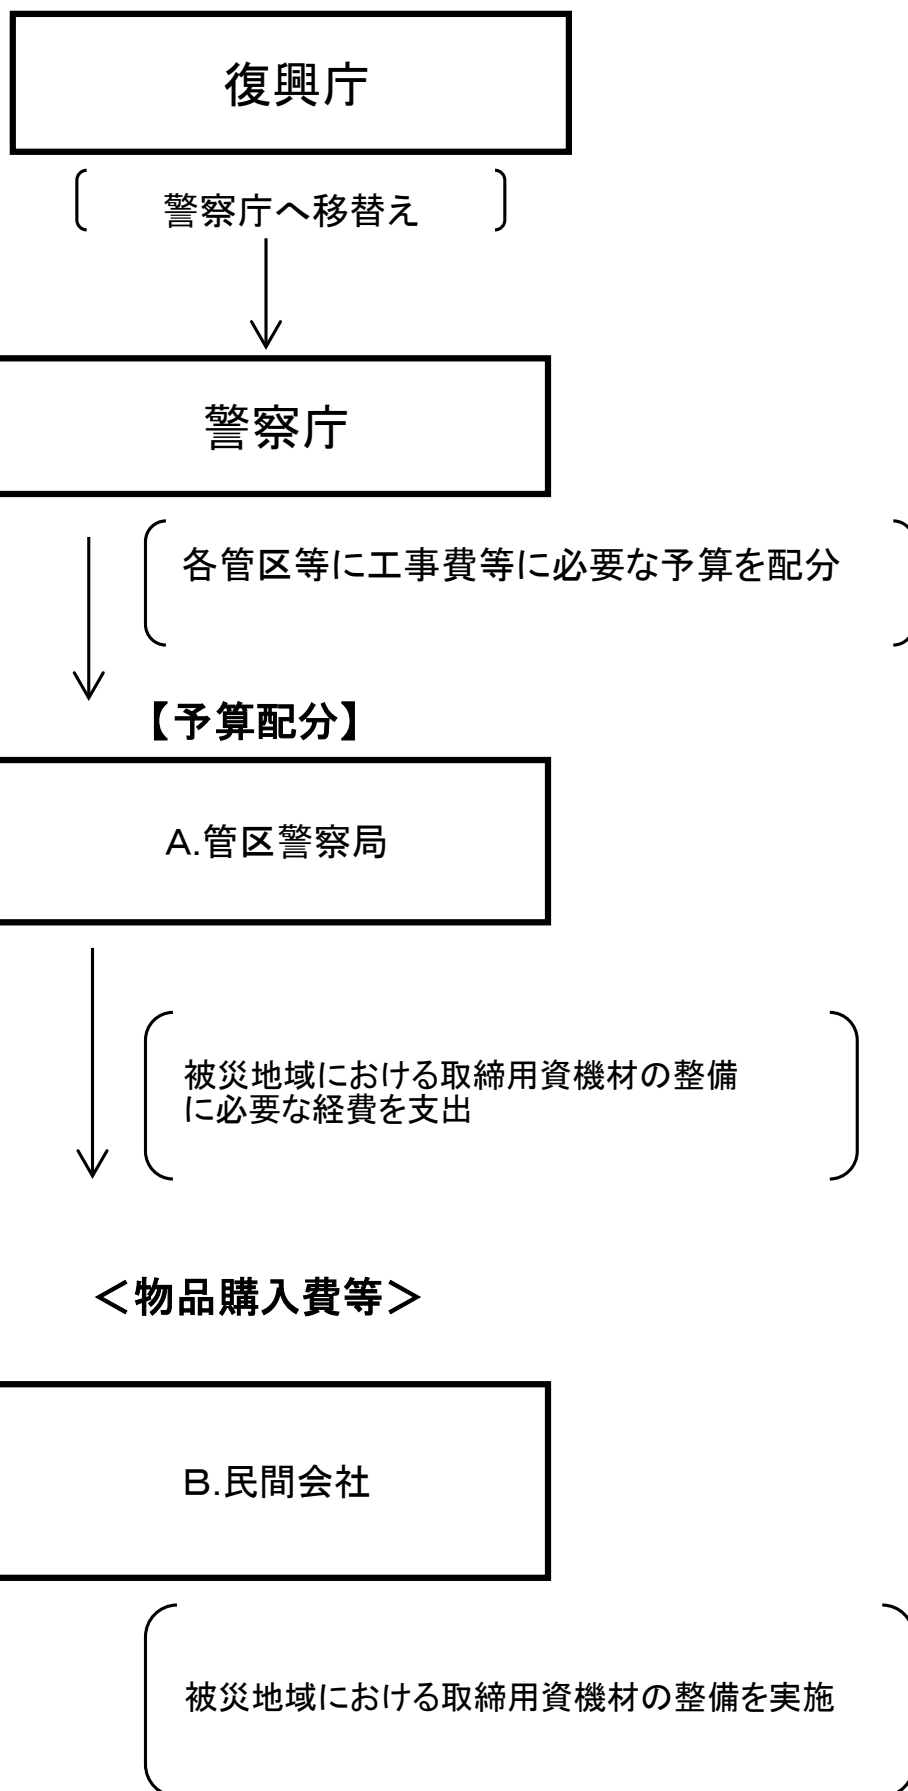 復興庁
警察庁へ移替え
警察庁
各管区等に工事費等に必要な予算を配分
【予算配分】
A.管区警察局
被災地域における取締用資機材の整備
に必要な経費を支出
＜物品購入費等＞
B.民間会社
被災地域における取締用資機材の整備を実施